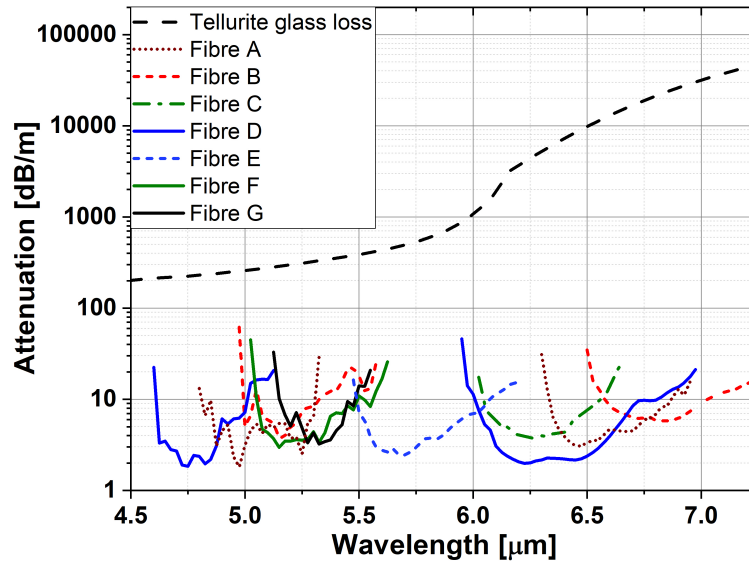 Tellurite glass loss
Fibre A
Fibre B
Fibre C
Fibre D
Fibre E
Fibre F
Fibre G
Attenuation [dB/m]
100000
10000
1000
100
10
1
4.5 5.0 5.5 6.0 6.5 7.0
Wavelength [μm]